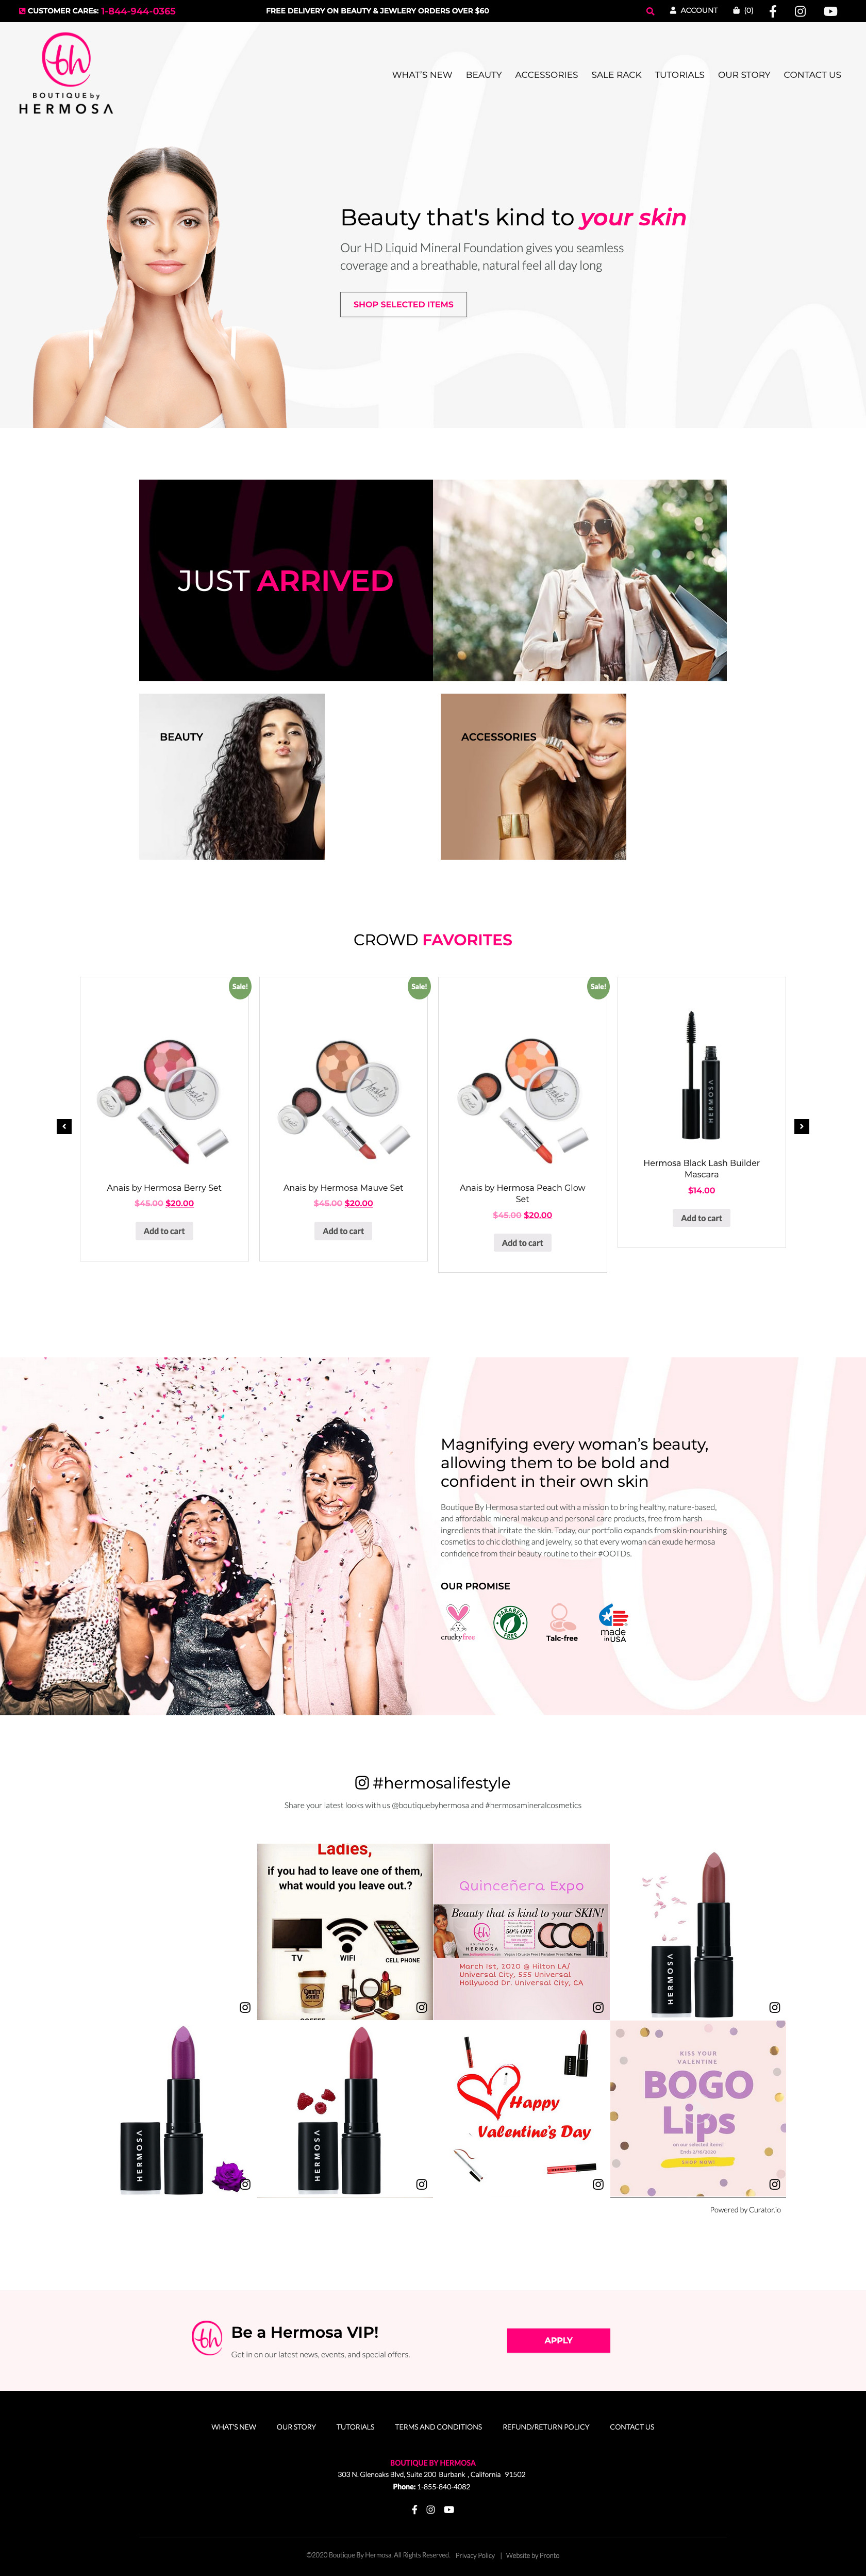 CUSTOMER CAREs: 1-844-944-0365
FREE DELIVERY ON BEAUTY & JEWLERY ORDERS OVER $60
ACCOUNT
(0)
bh
BOUTIQUE by
HERMOSA
WHAT'S NEW
BEAUTY
ACCESSORIES
SALE RACK
TUTORIALS
OUR STORY
CONTACT US
Beauty that's kind to your skin
Our HD Liquid Mineral Foundation gives you seamless
coverage and a breathable, natural feel all day long
SHOP SELECTED ITEMS
JUST ARRIVED
BEAUTY
ACCESSORIES
CROWD FAVORITES
Sale!
Anais by Hermosa Berry Set
$45.00 $20.00
Add to cart
Sale!
Anais by Hermosa Mauve Set
$45.00 $20.00
Add to cart
Sale!
Anais by Hermosa Peach Glow
Set
$45.00 $20.00
Add to cart
HERMOSA
Hermosa Black Lash Builder
Mascara
$14.00
Add to cart
Magnifying every woman's beauty,
allowing them to be bold and
confident in their own skin
Boutique By Hermosa started out with a mission to bring healthy, nature-based,
and affordable mineral makeup and personal care products, free from harsh
ingredients that irritate the skin. Today, our portfolio expands from skin-nourishing
cosmetics to chic clothing and jewelry, so that every woman can exude hermosa
confidence from their beauty routine to their #OOTDs.
OUR PROMISE
crueltyfree
PARABEN
FREE
Talc-free
made
in USA
#hermosalifestyle
Share your latest looks with us @boutiquebyhermosa and #hermosamineralcosmetics
Ladies,
if you had to leave one of them,
what would you leave out.?
TV
WIFI
CELL PHONE
COFFEE
Quinceñera Expo
Beauty that is kind to your SKIN!
HERMOSA
50% OFF
March 1st, 2020 @ Hilton LA/
Universal City, 555 Universal
Hollywood Dr. Universal City, CA
HERMOSA
HERMOSA
HERMOSA
Happy
Valentine's Day
KISS YOUR
VALENTINE
BOGO
Lips
on our selected items!
Ends 2/16/2020
SHOP NOW!
Powered by Curator.io
bh
Be a Hermosa VIP!
Get in on our latest news, events, and special offers.
APPLY
WHAT'S NEW
OUR STORY
TUTORIALS
TERMS AND CONDITIONS
REFUND/RETURN POLICY
CONTACT US
BOUTIQUE BY HERMOSA
303 N. Glenoaks Blvd, Suite 200 Burbank , California 91502
Phone: 1-855-840-4082
©2020 Boutique By Hermosa. All Rights Reserved. Privacy Policy | Website by Pronto